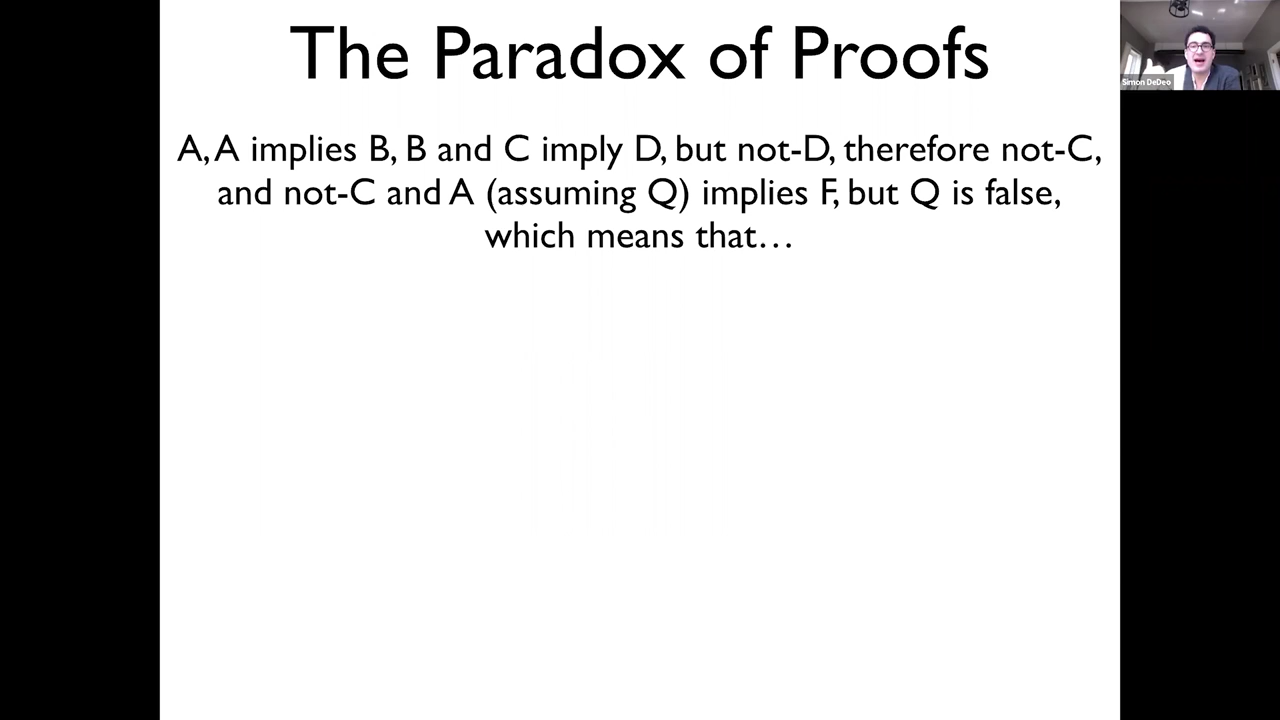 The Paradox of Proofs
Simon DeDeo
A, A implies B, B and C imply D, but not-D, therefore not-C,
and not-C and A (assuming Q) implies F, but Q is false,
which means that…